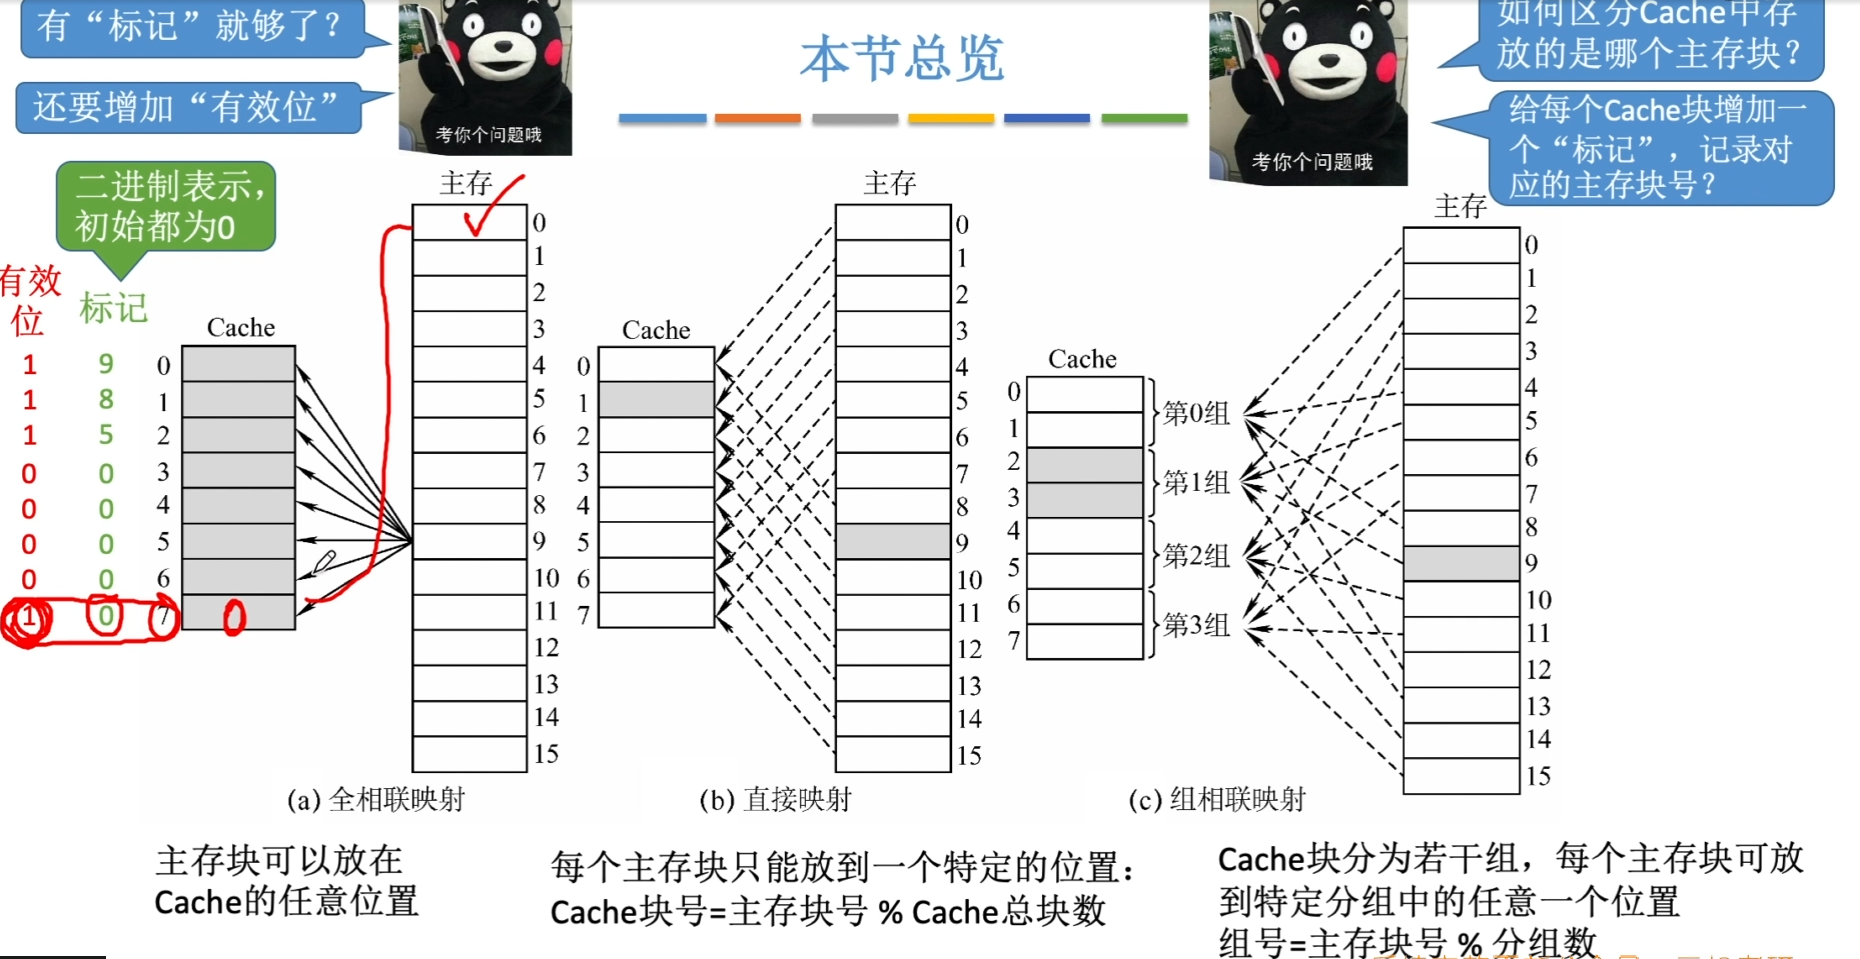 有“标记”就够了？
还要增加“有效位”
考你个问题哦
本节总览
考你个问题哦
如何区分Cache中存
放的是哪个主存块？
给每个Cache块增加一
个“标记”，记录对
应的主存块号？
二进制表示，
初始都为0
有效
位
标记
Cache
主存
1 9 0
1 8 1
1 5 2
0 0 3
0 0 4
0 0 5
0 0 6
1 0 7
0
0
1
2
3
4
5
6
7
8
9
10
11
12
13
14
15
(a) 全相联映射
主存块可以放在
Cache的任意位置
Cache
主存
0
1
2
3
4
5
6
7
0
1
2
3
4
5
6
7
8
9
10
11
12
13
14
15
(b) 直接映射
每个主存块只能放到一个特定的位置：
Cache块号=主存块号 % Cache总块数
Cache
主存
0
1
2
3
4
5
6
7
第0组
第1组
第2组
第3组
0
1
2
3
4
5
6
7
8
9
10
11
12
13
14
15
(c) 组相联映射
Cache块分为若干组，每个主存块可放
到特定分组中的任意一个位置
组号=主存块号 % 分组数